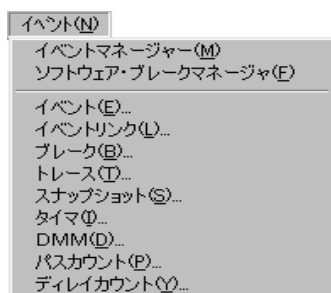 イベント(N)
イベントマネージャー(M)
ソフトウェア・ブレークマネージャ(F)
イベント(E)...
イベントリンク(L)...
ブレーク(B)...
トレース(T)...
スナップショット(S)...
タイマ(I)...
DMM(D)...
パスカウント(P)...
ディレイカウント(Y)...